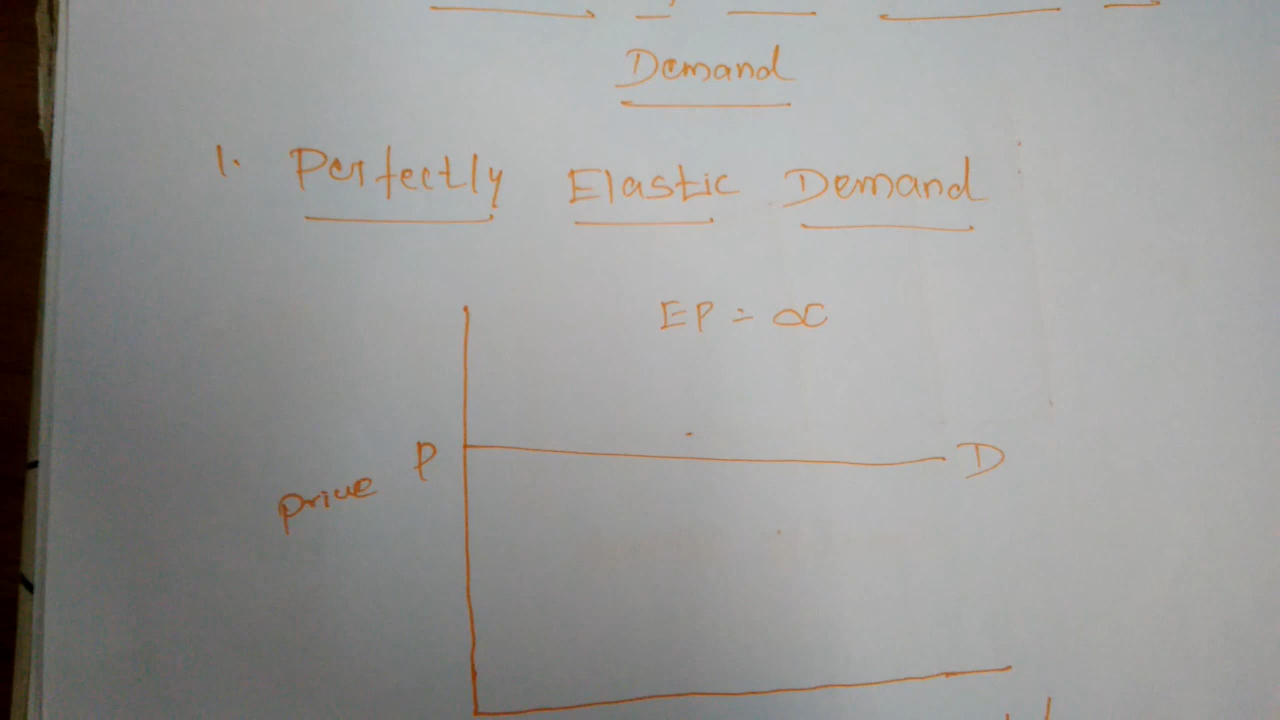 Demand
1. Perfectly Elastic Demand
EP = ∝
P
D
price